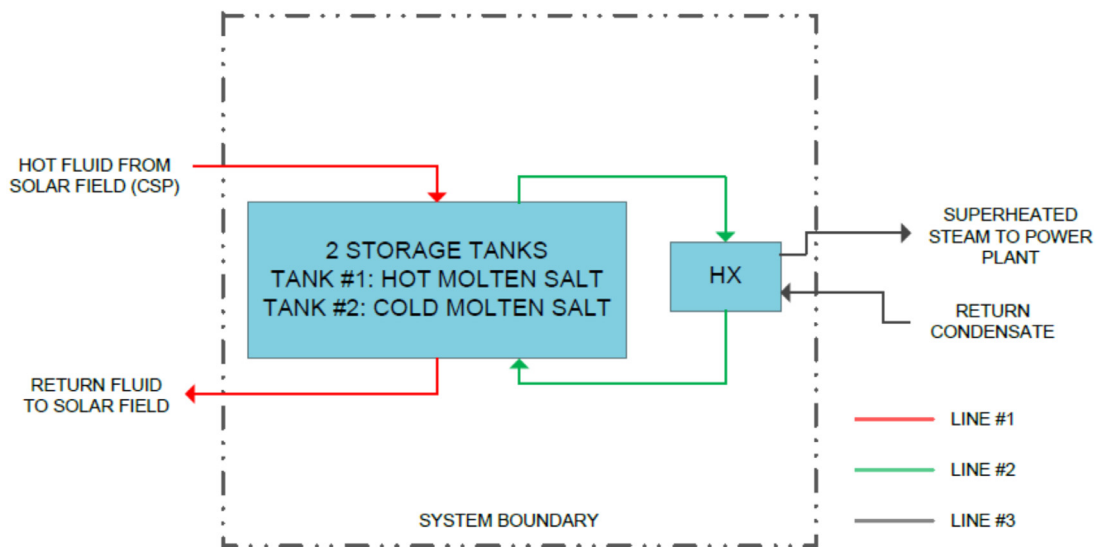 HOT FLUID FROM
SOLAR FIELD (CSP)
2 STORAGE TANKS
TANK #1: HOT MOLTEN SALT
TANK #2: COLD MOLTEN SALT
HX
SUPERHEATED
STEAM TO POWER
PLANT
RETURN
CONDENSATE
RETURN FLUID
TO SOLAR FIELD
LINE #1
LINE #2
LINE #3
SYSTEM BOUNDARY